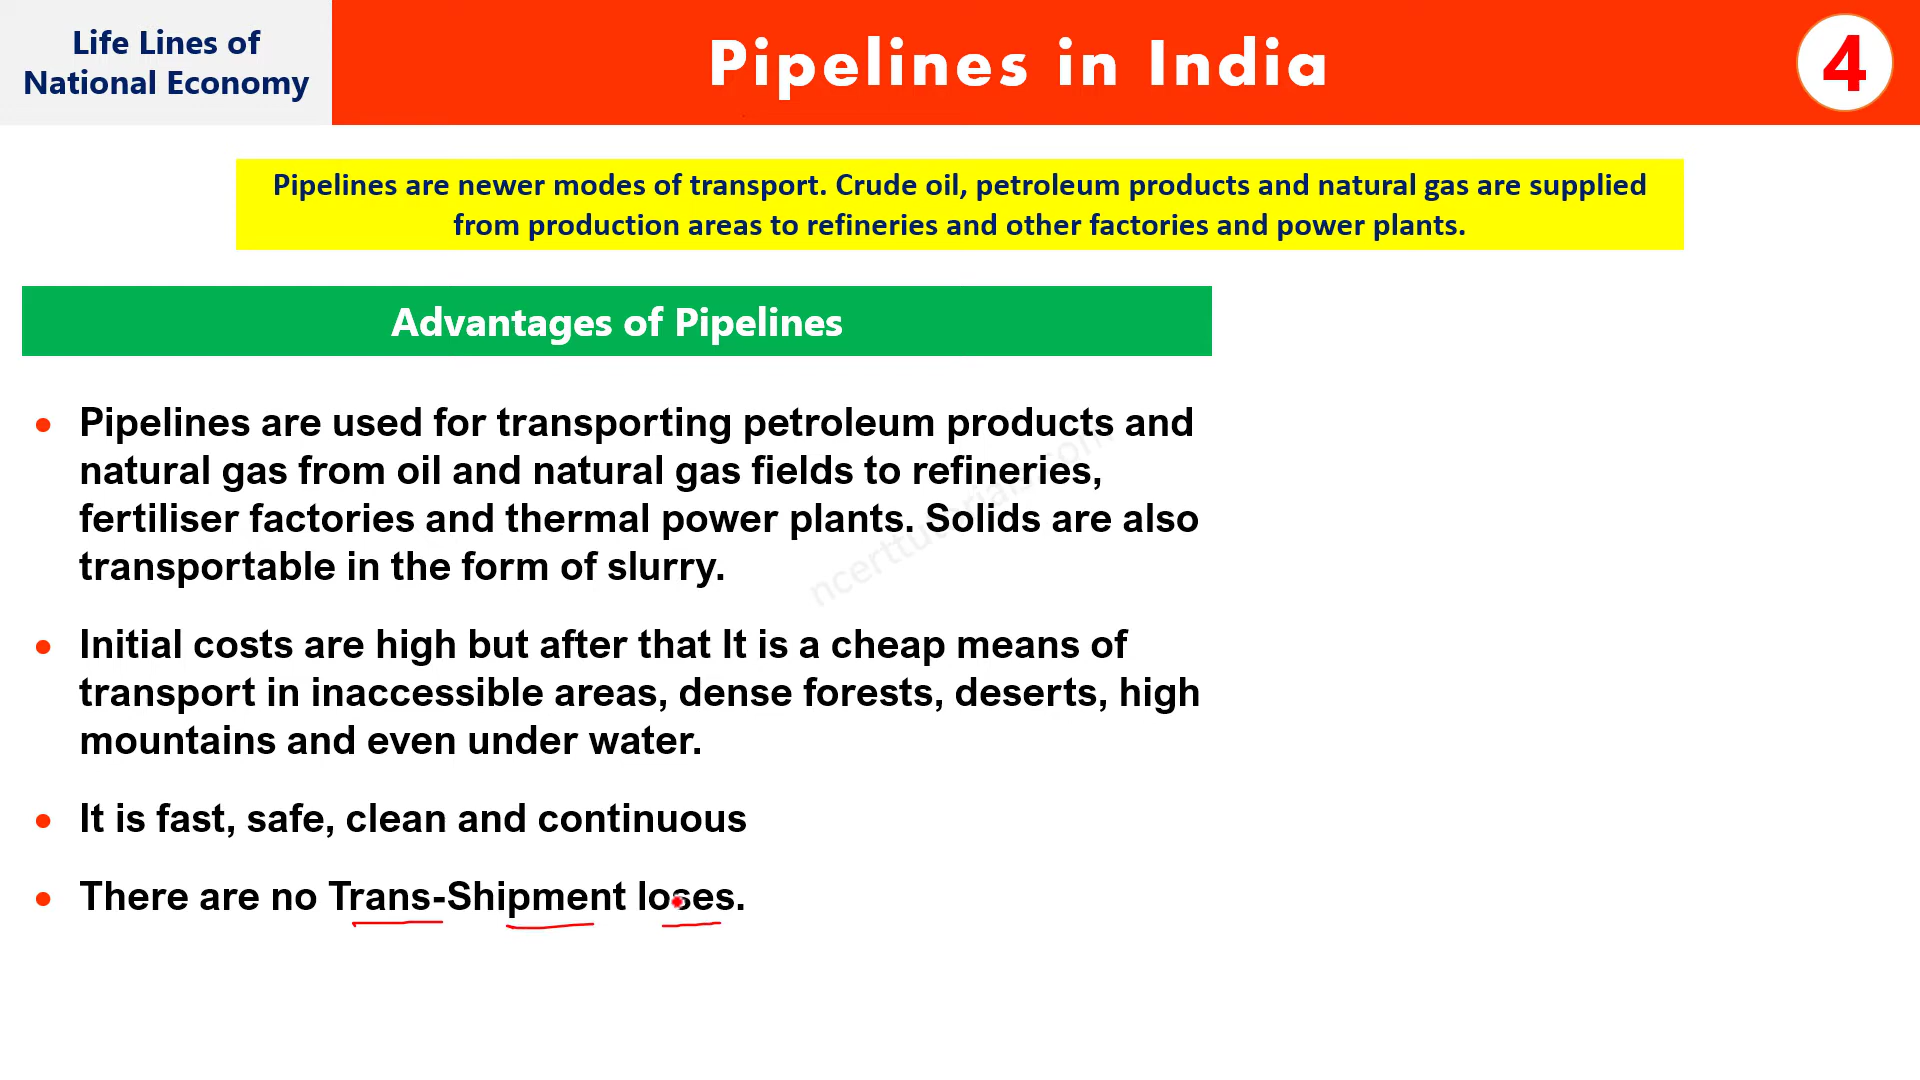 Life Lines of
National Economy
Pipelines in India
4
Pipelines are newer modes of transport. Crude oil, petroleum products and natural gas are supplied
from production areas to refineries and other factories and power plants.
Advantages of Pipelines
• Pipelines are used for transporting petroleum products and
natural gas from oil and natural gas fields to refineries,
fertiliser factories and thermal power plants. Solids are also
transportable in the form of slurry.
• Initial costs are high but after that It is a cheap means of
transport in inaccessible areas, dense forests, deserts, high
mountains and even under water.
• It is fast, safe, clean and continuous
• There are no Trans-Shipment loses.
ncerttutorials.com